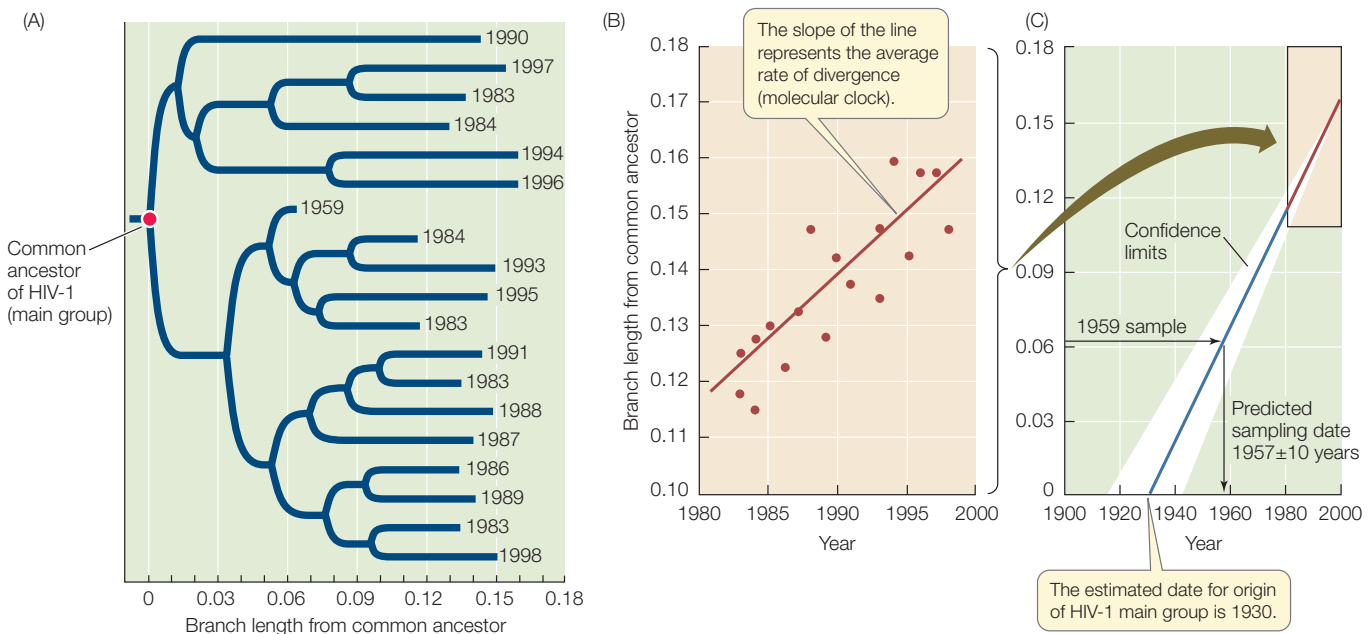 (A)
1990
1997
1983
1984
1994
1996
1959
1984
1993
1995
1983
1991
1983
1988
1987
1986
1989
1983
1998
Common
ancestor
of HIV-1
(main group)
0 0.03 0.06 0.09 0.12 0.15 0.18
Branch length from common ancestor
(B)
The slope of the line
represents the average
rate of divergence
(molecular clock).
Branch length from common ancestor
0.18
0.17
0.16
0.15
0.14
0.13
0.12
0.11
0.10
1980 1985 1990 1995 2000
Year
(C)
0.18
0.15
0.12
0.09
0.06
0.03
0
Confidence
limits
1959 sample
Predicted
sampling date
1957±10 years
1900 1920 1940 1960 1980 2000
Year
The estimated date for origin
of HIV-1 main group is 1930.